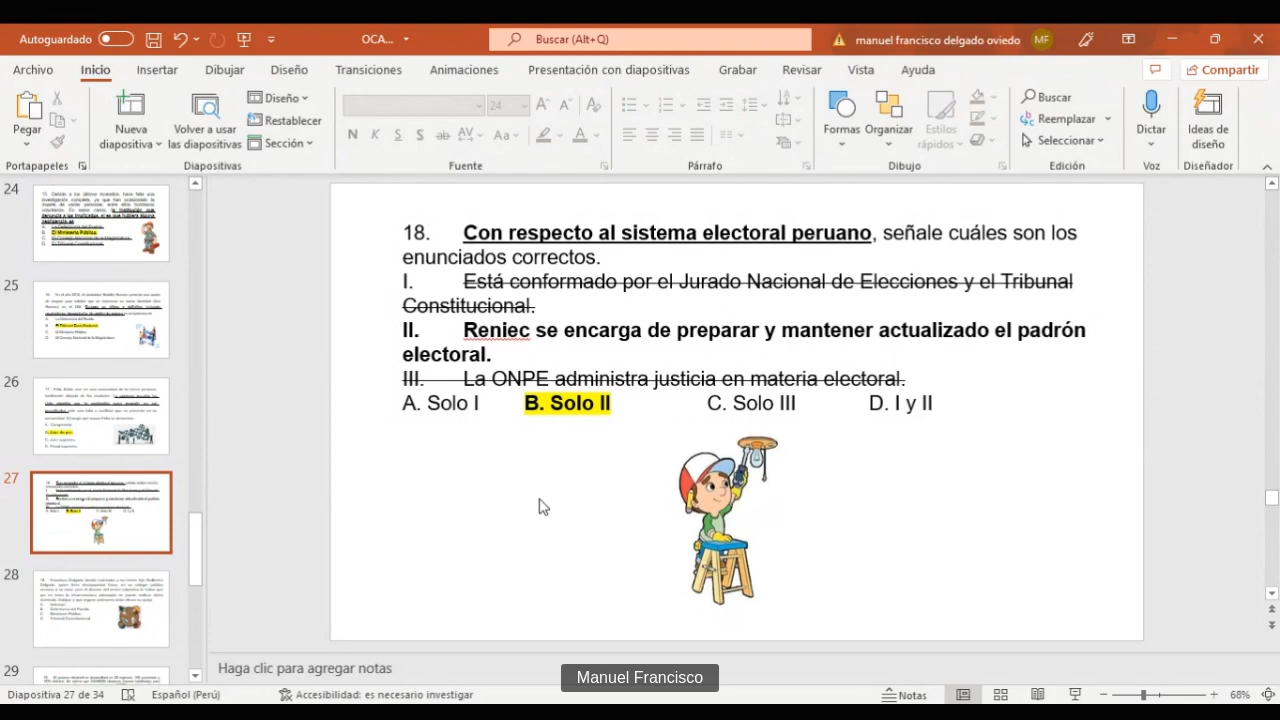 Autoguardado
OCA...
Buscar (Alt+Q)
manuel francisco delgado oviedo
MF
Archivo
Inicio
Insertar
Dibujar
Diseño
Transiciones
Animaciones
Presentación con diapositivas
Grabar
Revisar
Vista
Ayuda
Compartir
Pegar
Nueva
diapositiva
Volver a usar
las diapositivas
Diseño
Restablecer
Sección
24
N K S S ab AV Aa A
Formas
Organizar
Estilos
rápidos
Buscar
Reemplazar
Seleccionar
Dictar
Ideas de
diseño
Portapapeles
Diapositivas
Fuente
Párrafo
Dibujo
Edición
Voz
Diseñador
24
25
26
27
28
29
18. Con respecto al sistema electoral peruano, señala cuáles son los
enunciados correctos.
I. Está conformado por el Jurado Nacional de Elecciones y el Tribunal
Constitucional.
II. Reniec se encarga de preparar y mantener actualizado el padrón
electoral.
III. La ONPE administra justicia en materia electoral.
A. Solo I B. Solo II C. Solo III D. I y II
Haga clic para agregar notas
Manuel Francisco
Diapositiva 27 de 34
Español (Perú)
Accesibilidad: es necesario investigar
Notas
68%